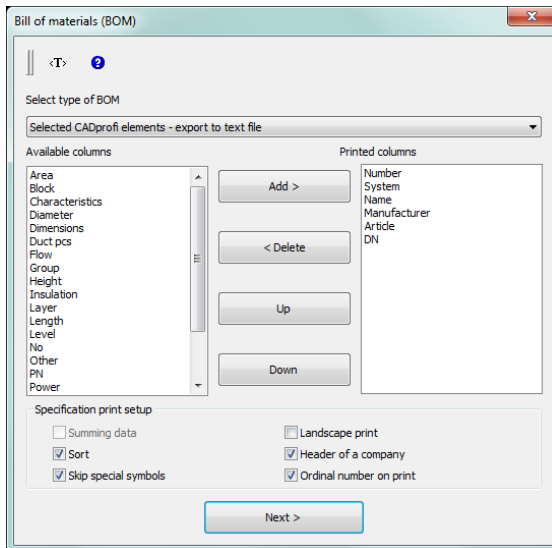 Bill of materials (BOM)
<T>
Select type of BOM
Selected CADprofi elements - export to text file
Available columns
Area
Block
Characteristics
Diameter
Dimensions
Duct pcs
Flow
Group
Height
Insulation
Layer
Length
Level
No
Other
PN
Power
Add >
< Delete
Up
Down
Printed columns
Number
System
Name
Manufacturer
Article
DN
Specification print setup
Summing data
Landscape print
Sort
Header of a company
Skip special symbols
Ordinal number on print
Next >